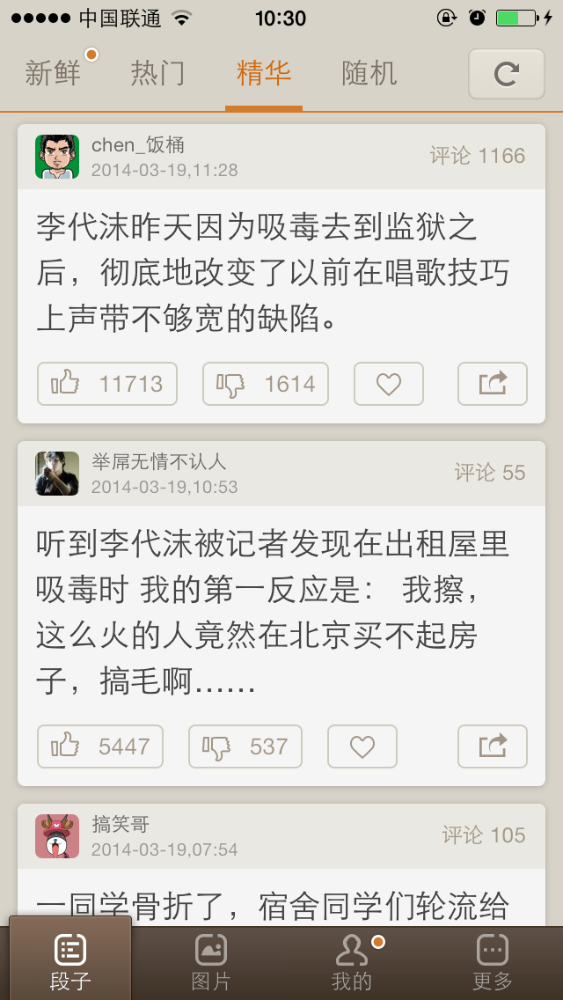 中国联通 10:30
新鲜 热门 精华 随机
chen_饭桶
2014-03-19,11:28
评论 1166
李代沫昨天因为吸毒去到监狱之
后，彻底地改变了以前在唱歌技巧
上声带不够宽的缺陷。
11713 1614
举屌无情不认人
2014-03-19,10:53
评论 55
听到李代沫被记者发现在出租屋里
吸毒时 我的第一反应是： 我擦，
这么火的人竟然在北京买不起房
子，搞毛啊……
5447 537
搞笑哥
2014-03-19,07:54
评论 105
一同学骨折了，宿舍同学们轮流给
段子 图片 我的 更多